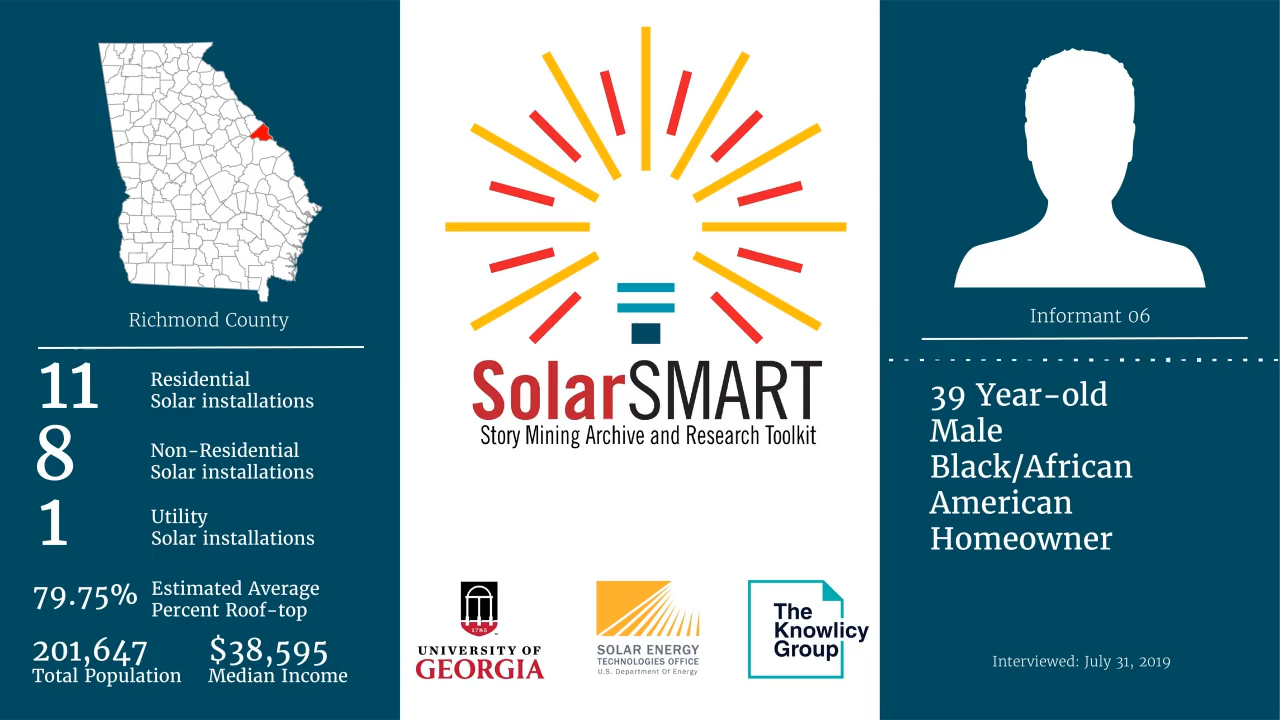 Richmond County
11
Residential
Solar installations
8
Non-Residential
Solar installations
1
Utility
Solar installations
79.75%
Estimated Average
Percent Roof-top
201,647
Total Population
$38,595
Median Income
SolarSMART
Story Mining Archive and Research Toolkit
1785
UNIVERSITY OF
GEORGIA
SOLAR ENERGY
TECHNOLOGIES OFFICE
U.S. Department Of Energy
The
Knowlicy
Group
Informant 06
39 Year-old
Male
Black/African
American
Homeowner
Interviewed: July 31, 2019